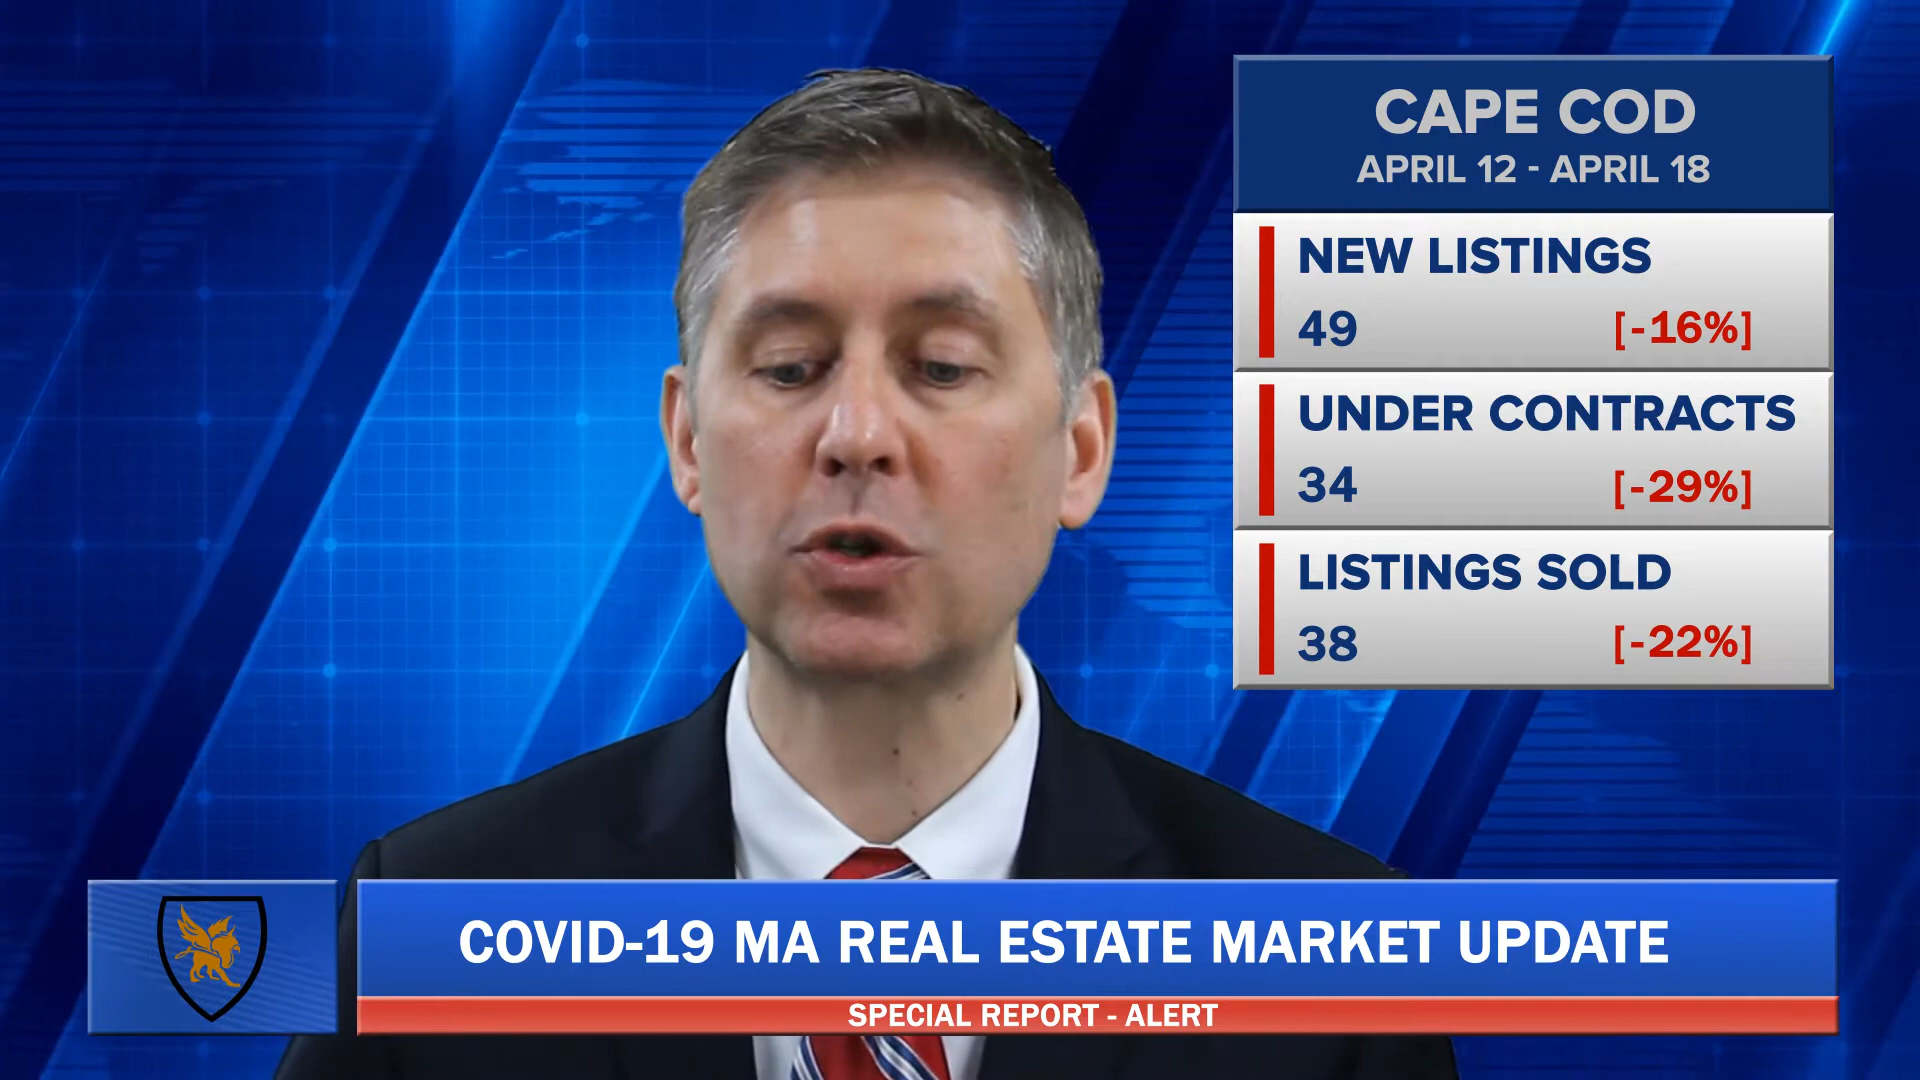 CAPE COD
APRIL 12 - APRIL 18
NEW LISTINGS
49 [-16%]
UNDER CONTRACTS
34 [-29%]
LISTINGS SOLD
38 [-22%]
COVID-19 MA REAL ESTATE MARKET UPDATE
SPECIAL REPORT - ALERT